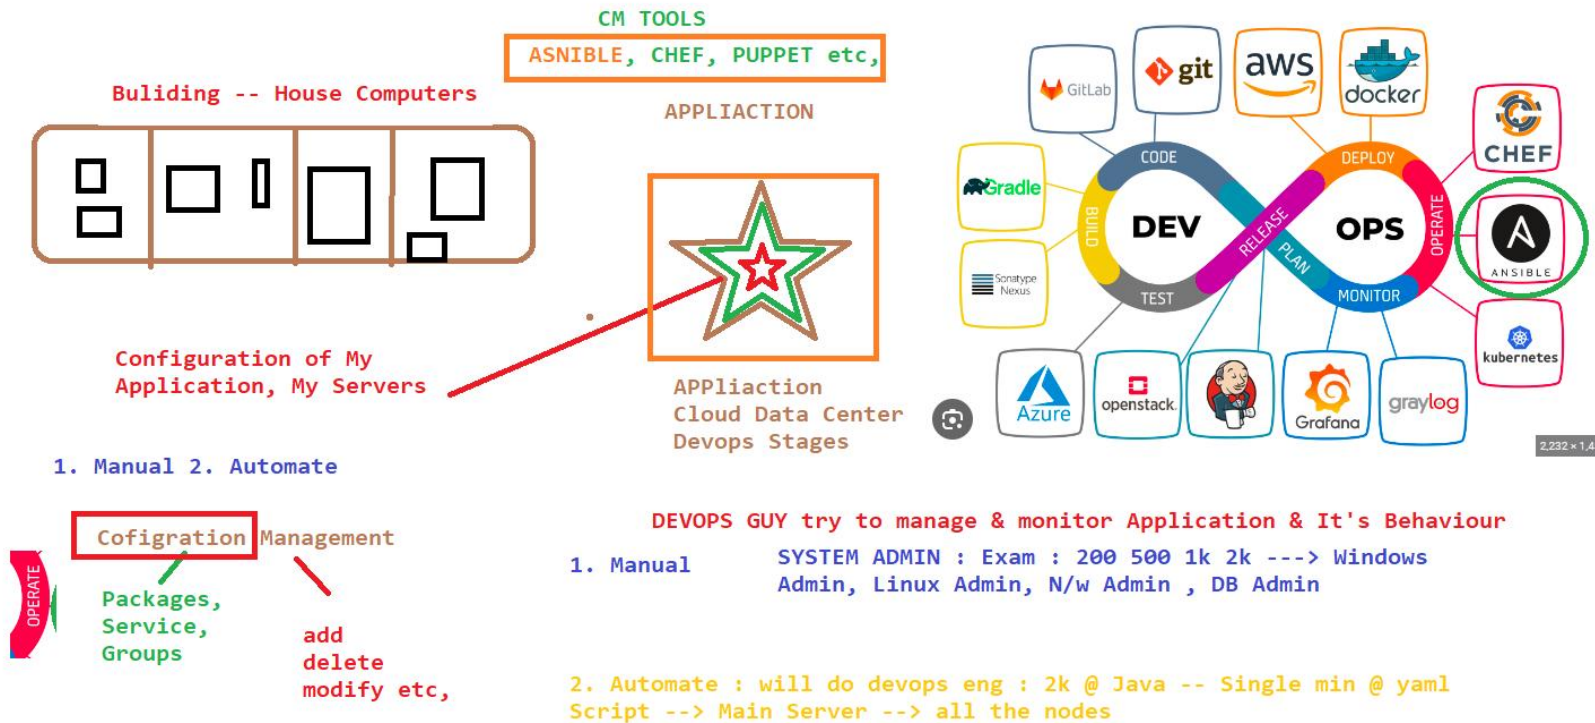 CM TOOLS
ASNIBLE, CHEF, PUPPET etc,
Buliding -- House Computers
APPLIACTION
Configuration of My
Application, My Servers
APPliaction
Cloud Data Center
Devops Stages
1. Manual 2. Automate
Cofigration Management
OPERATE
Packages,
Service,
Groups
add
delete
modify etc,
GitLab
git
aws
docker
CHEF
Gradle
CODE
DEPLOY
BUILD
DEV
RELEASE
PLAN
OPS
OPERATE
ANSIBLE
Sonatype
Nexus
TEST
MONITOR
kubernetes
Azure
openstack.
Grafana
graylog
2,232 × 1,4
DEVOPS GUY try to manage & monitor Application & It's Behaviour
1. Manual
SYSTEM ADMIN : Exam : 200 500 1k 2k ---> Windows
Admin, Linux Admin, N/w Admin , DB Admin
2. Automate : will do devops eng : 2k @ Java -- Single min @ yaml
Script --> Main Server --> all the nodes